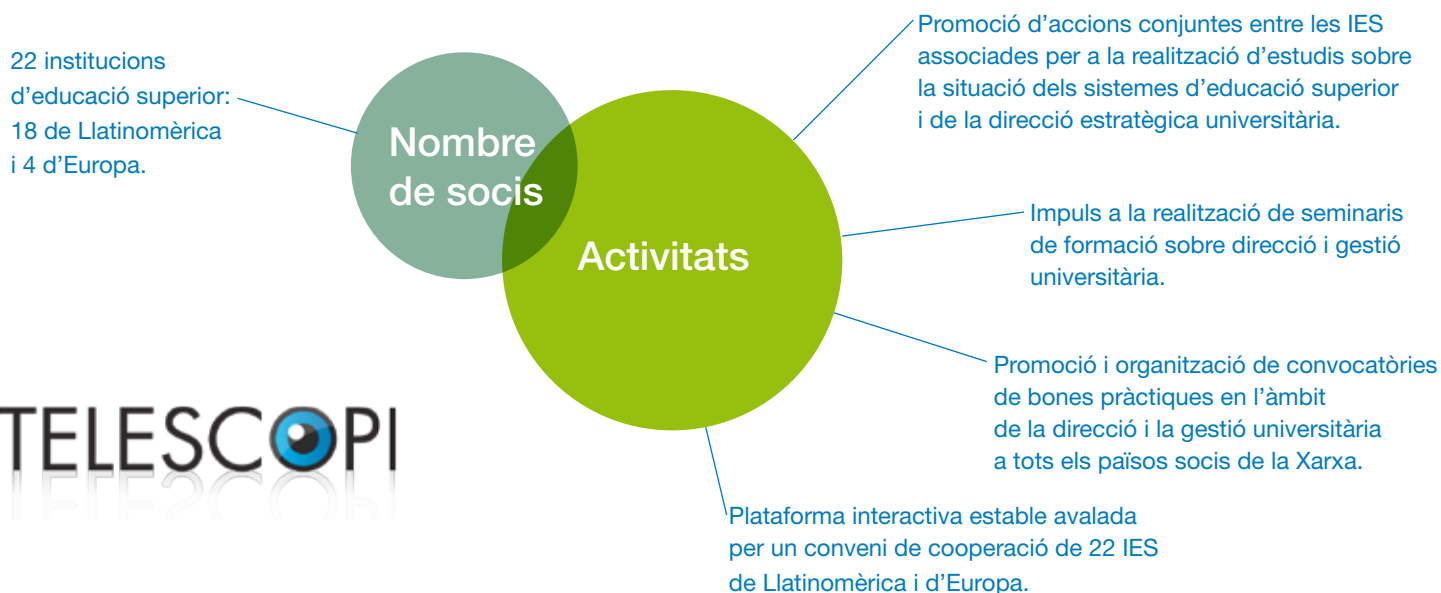 22 institucions
d’educació superior:
18 de Llatinomèrica
i 4 d’Europa.
Nombre
de socis
Activitats
Promoció d’accions conjuntes entre les IES
associades per a la realització d’estudis sobre
la situació dels sistemes d’educació superior
i de la direcció estratègica universitària.
Impuls a la realització de seminaris
de formació sobre direcció i gestió
universitària.
Promoció i organització de convocatòries
de bones pràctiques en l’àmbit
de la direcció i la gestió universitària
a tots els països socis de la Xarxa.
Plataforma interactiva estable avalada
per un conveni de cooperació de 22 IES
de Llatinomèrica i d’Europa.
TELESCOPI